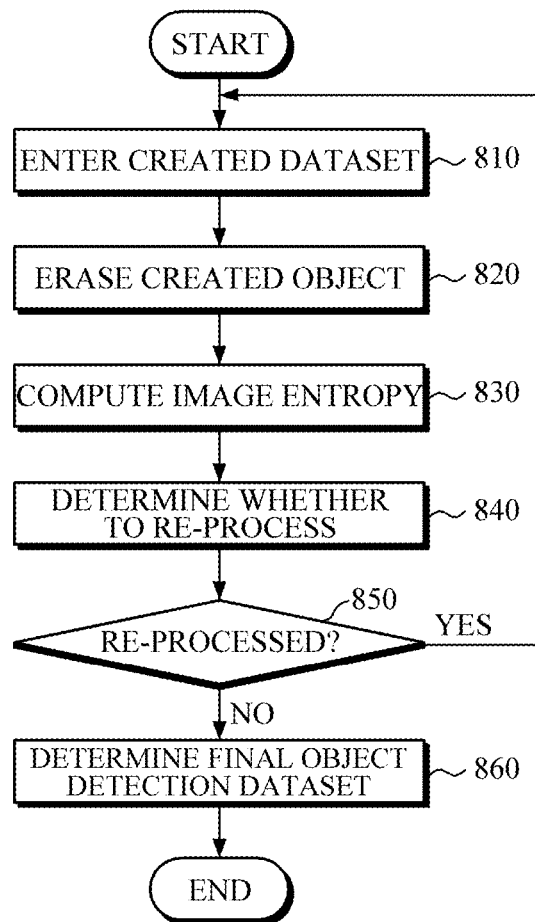 START
ENTER CREATED DATASET
810
ERASE CREATED OBJECT
820
COMPUTE IMAGE ENTROPY
830
DETERMINE WHETHER
TO RE-PROCESS
840
850
RE-PROCESSED?
YES
NO
DETERMINE FINAL OBJECT
DETECTION DATASET
860
END